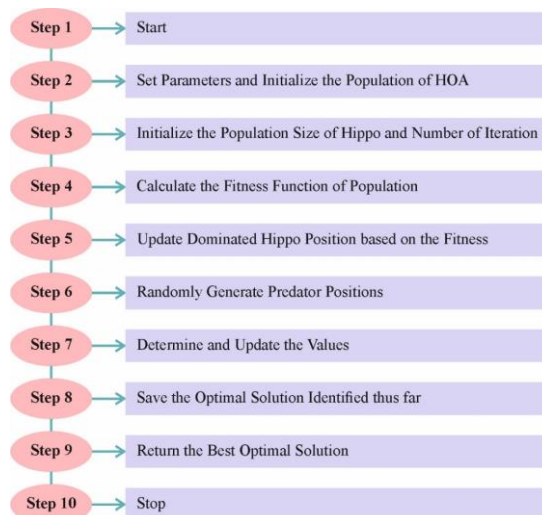 Step 1 Start
Step 2 Set Parameters and Initialize the Population of HOA
Step 3 Initialize the Population Size of Hippo and Number of Iteration
Step 4 Calculate the Fitness Function of Population
Step 5 Update Dominated Hippo Position based on the Fitness
Step 6 Randomly Generate Predator Positions
Step 7 Determine and Update the Values
Step 8 Save the Optimal Solution Identified thus far
Step 9 Return the Best Optimal Solution
Step 10 Stop